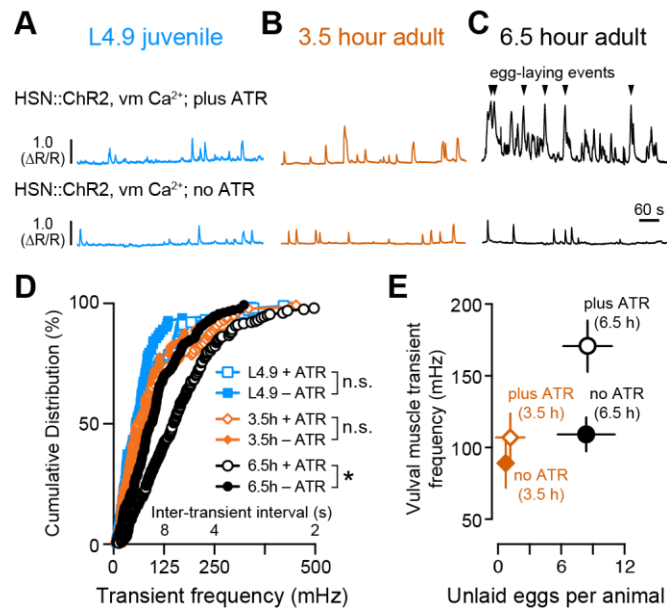 A
L4.9 juvenile
B
3.5 hour adult
C
6.5 hour adult
egg-laying events
HSN::ChR2, vm Ca²⁺; plus ATR
1.0
(ΔR/R)
HSN::ChR2, vm Ca²⁺; no ATR
1.0
(ΔR/R)
60 s
D
Cumulative Distribution (%)
100
50
0
L4.9 + ATR
L4.9 – ATR
n.s.
3.5h + ATR
3.5h – ATR
n.s.
6.5h + ATR
6.5h – ATR
*
Inter-transient interval (s)
8 4 2
0 125 250 500
Transient frequency (mHz)
E
Vulval muscle transient
frequency (mHz)
200
150
100
50
plus ATR
(6.5 h)
plus ATR
(3.5 h)
no ATR
(6.5 h)
no ATR
(3.5 h)
0 6 12
Unlaid eggs per animal